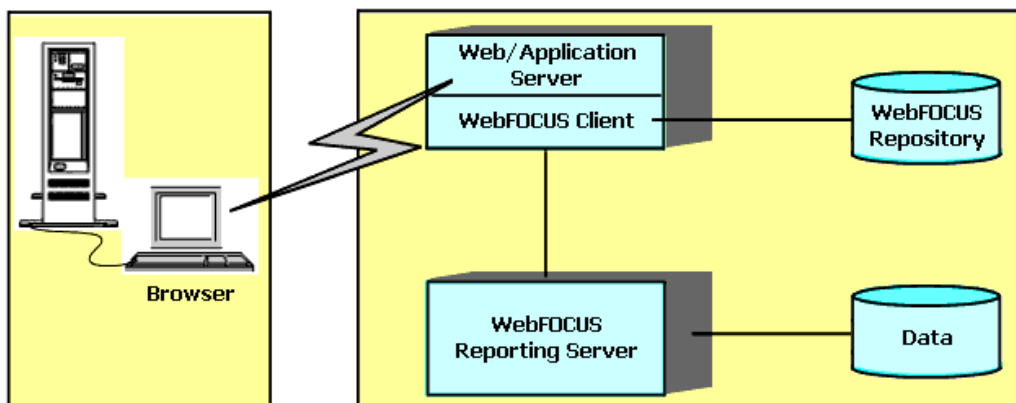 Web/Application
Server
WebFOCUS Client
WebFOCUS
Repository
Browser
WebFOCUS
Reporting Server
Data